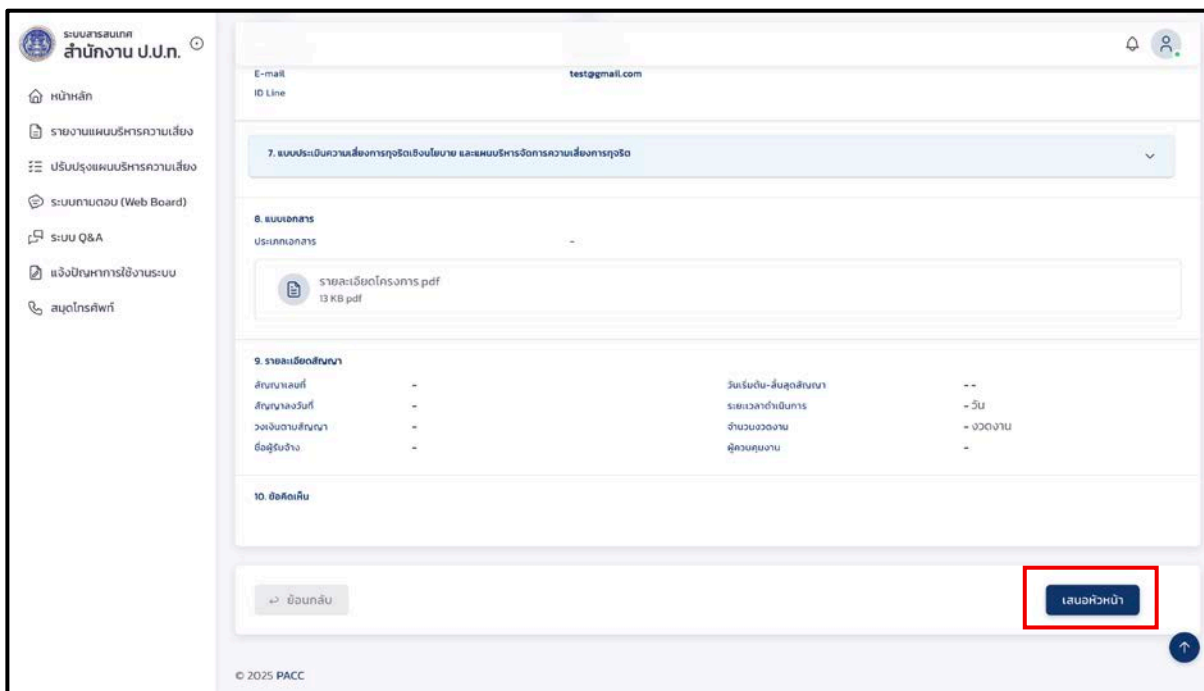 ระบบสารสนเทศ
สำนักงาน ป.ป.ท.
หน้าหลัก
รายงานแผนบริหารความเสี่ยง
ปรับปรุงแผนบริหารความเสี่ยง
ระบบถามตอบ (Web Board)
ระบบ Q&A
แจ้งปัญหาการใช้งานระบบ
สมุดโทรศัพท์
E-mail test@gmail.com
ID Line
7. แบบประเมินความเสี่ยงการทุจริตเชิงนโยบาย และแผนบริหารจัดการความเสี่ยงการทุจริต
8. แบบเอกสาร
ประเภทเอกสาร -
รายละเอียดโครงการ.pdf
13 KB pdf
9. รายละเอียดสัญญา
สัญญาเลขที่ - วันเริ่มต้น-สิ้นสุดสัญญา - -
สัญญาลงวันที่ - ระยะเวลาดำเนินการ - วัน
วงเงินตามสัญญา - จำนวนงวดงาน - งวดงาน
ชื่อผู้รับจ้าง - ผู้ควบคุมงาน -
10. ข้อคิดเห็น
ย้อนกลับ
เสนอหัวหน้า
© 2025 PACC